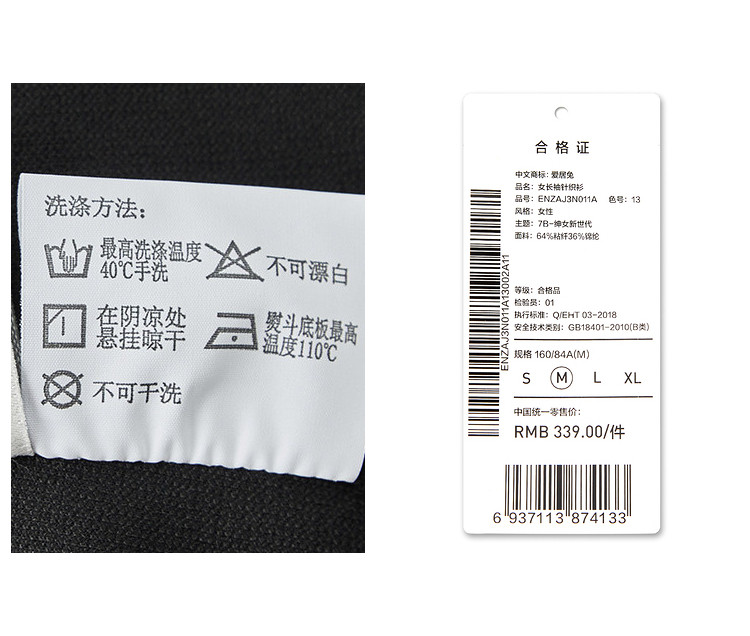 洗涤方法：
最高洗涤温度
40℃手洗
不可漂白
在阴凉处
悬挂晾干
熨斗底板最高
温度110℃
不可干洗
合格证
中文商标: 爱居兔
品名: 女长袖针织衫
品号: ENZAJ3N011A 色号: 13
风格: 女性
主题: 7B-绅女新世代
面料: 64%粘纤36%锦纶
ENZAJ3N011A13002A11
等级: 合格品
检验员: 01
执行标准: Q/EHT 03-2018
安全技术类别: GB18401-2010(B类)
规格 160/84A(M)
S M L XL
中国统一零售价:
RMB 339.00/件
6 937113 874133